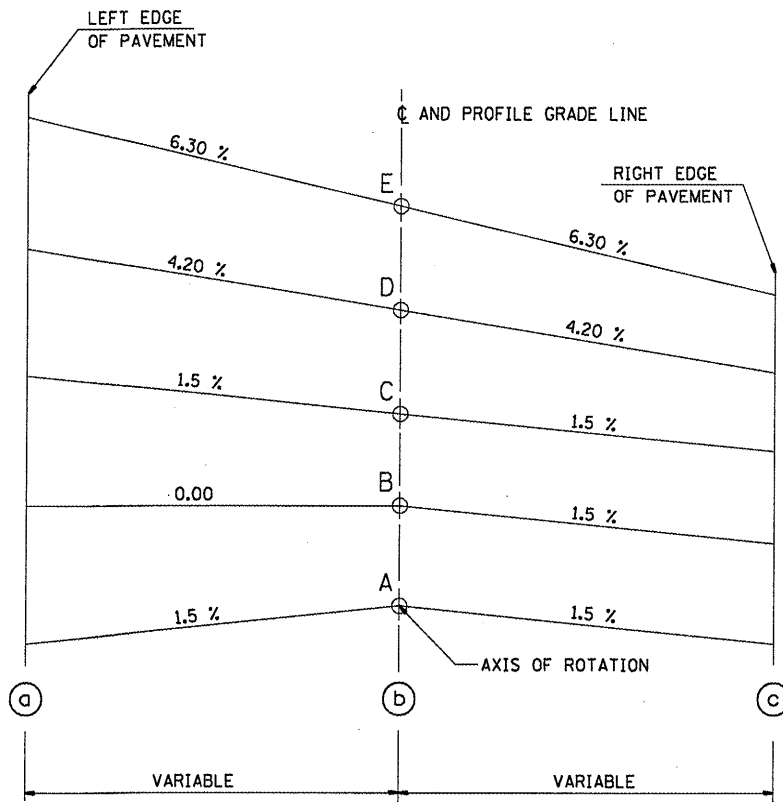 LEFT EDGE
OF PAVEMENT
℄ AND PROFILE GRADE LINE
6.30 %
E
RIGHT EDGE
OF PAVEMENT
6.30 %
4.20 %
D
4.20 %
1.5 %
C
1.5 %
0.00
B
1.5 %
A
1.5 %
1.5 %
AXIS OF ROTATION
a
b
c
VARIABLE
VARIABLE